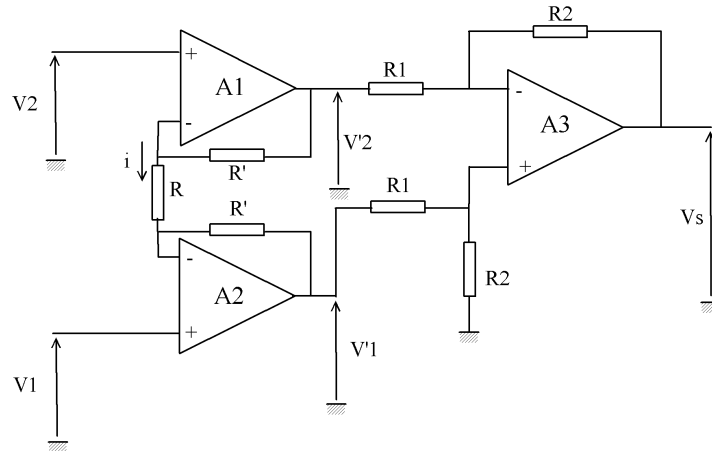 R2
+
A1
R1
V2
-
-
A3
V'2
i
R'
+
R
R1
R'
Vs
-
R2
A2
+
V'1
V1